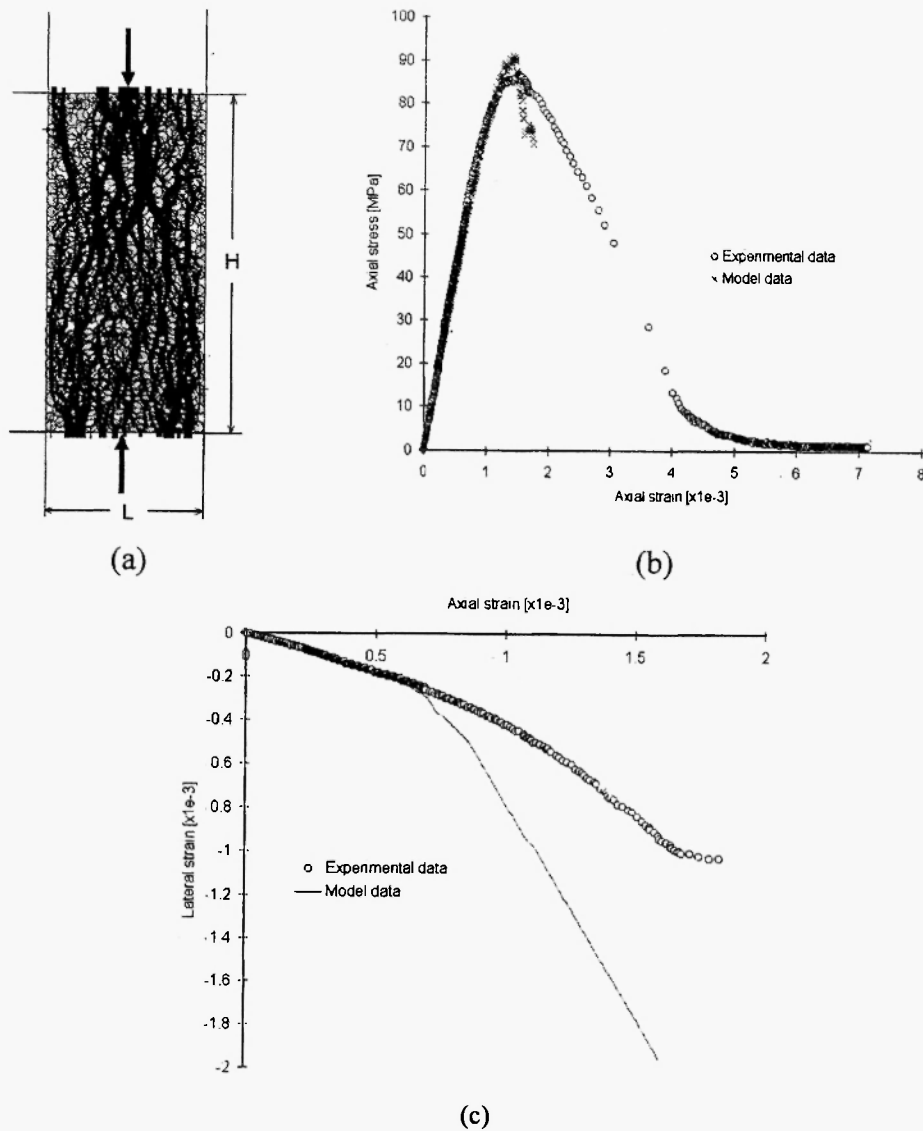 H
L
(a)
100
90
80
70
60
50
40
30
20
10
0
Axial stress [MPa]
o Experimental data
× Model data
0 1 2 3 4 5 6 7 8
Axial strain [x1e-3]
(b)
Axial strain [x1e-3]
0
0 0.5 1 1.5 2
-0.2
-0.4
-0.6
-0.8
-1
-1.2
-1.4
-1.6
-1.8
-2
Lateral strain [x1e-3]
o Experimental data
— Model data
(c)